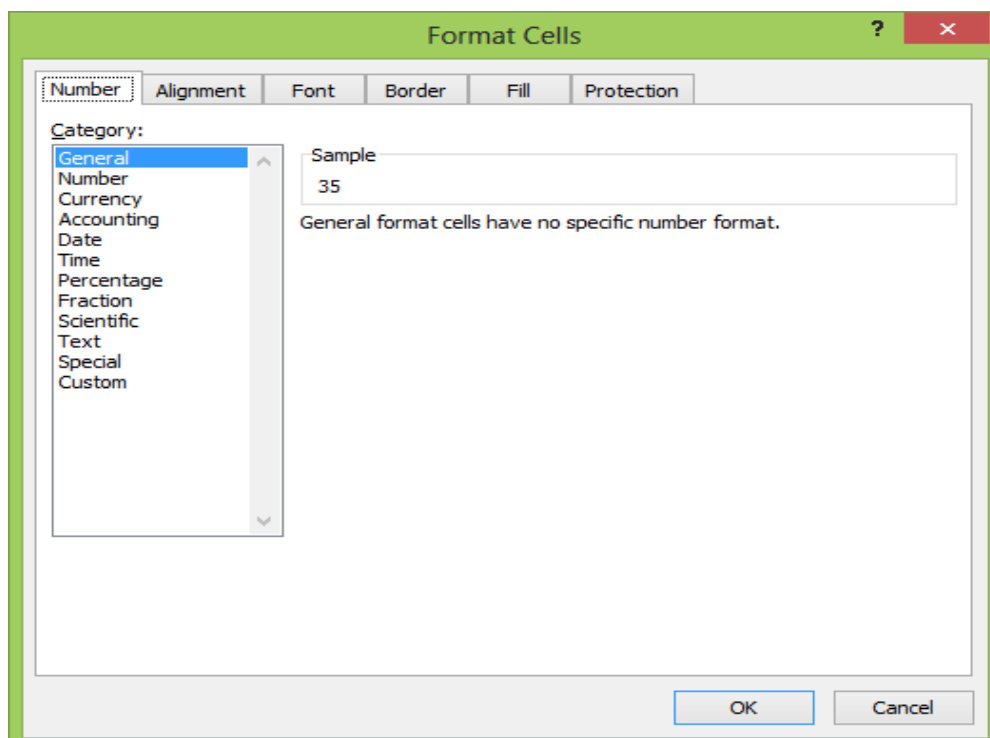 Format Cells
?
Number Alignment Font Border Fill Protection
Category:
General
Number
Currency
Accounting
Date
Time
Percentage
Fraction
Scientific
Text
Special
Custom
Sample
35
General format cells have no specific number format.
OK Cancel